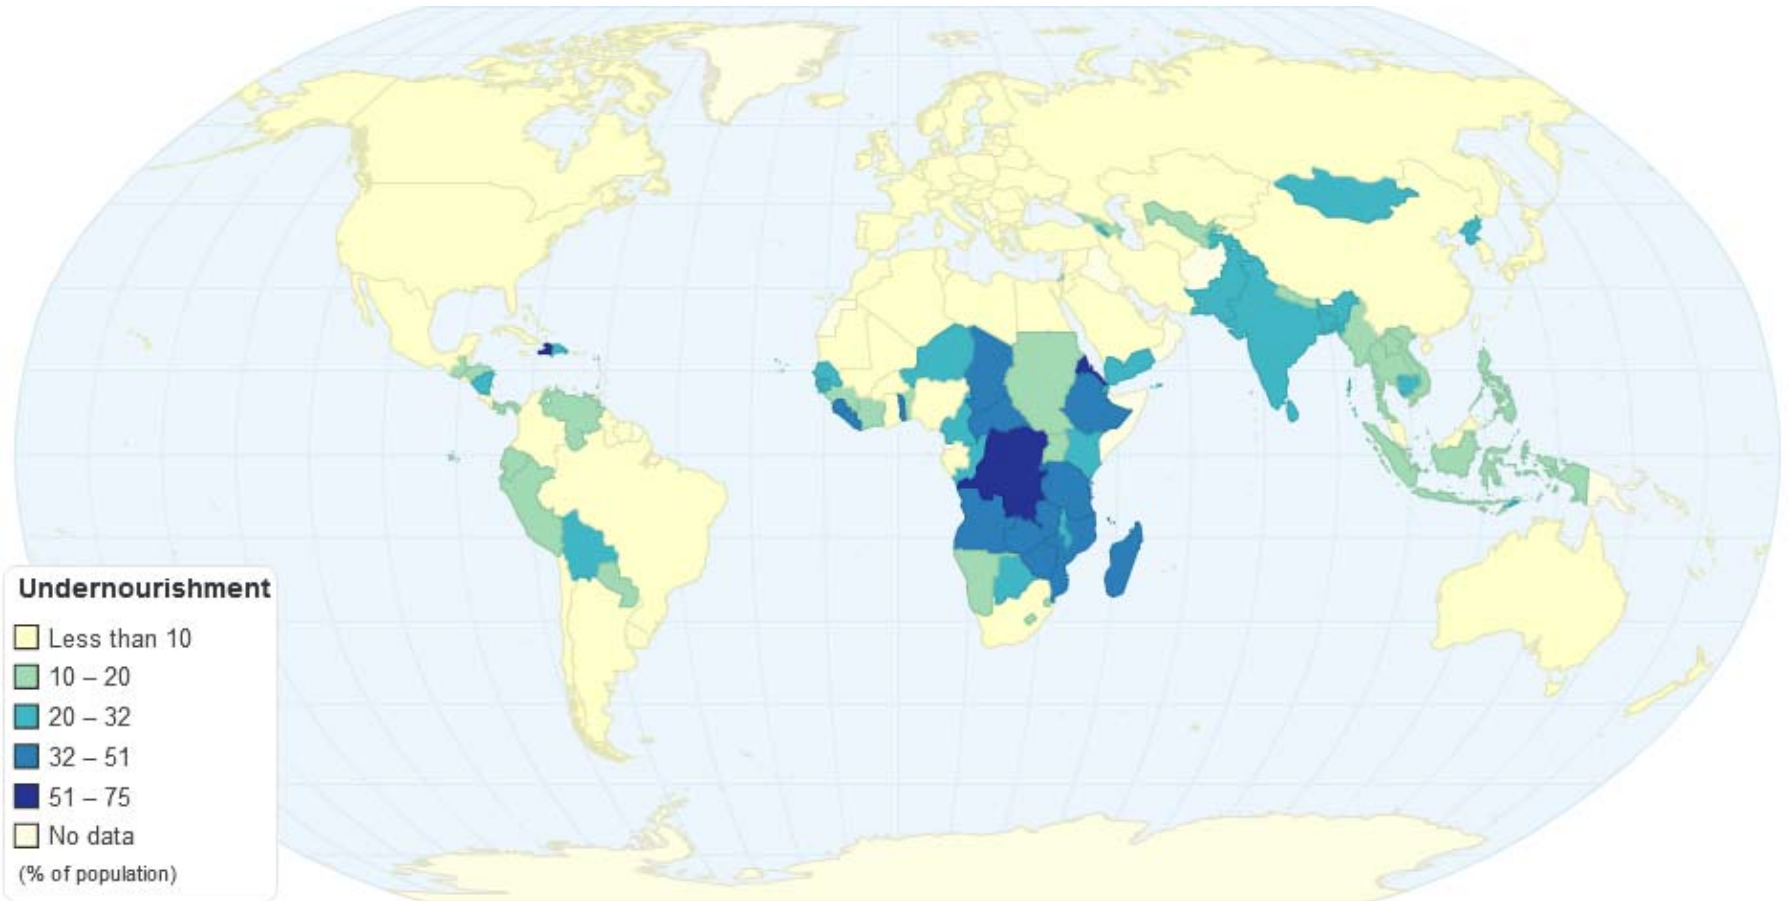 Undernourishment
Less than 10
10 – 20
20 – 32
32 – 51
51 – 75
No data
(% of population)